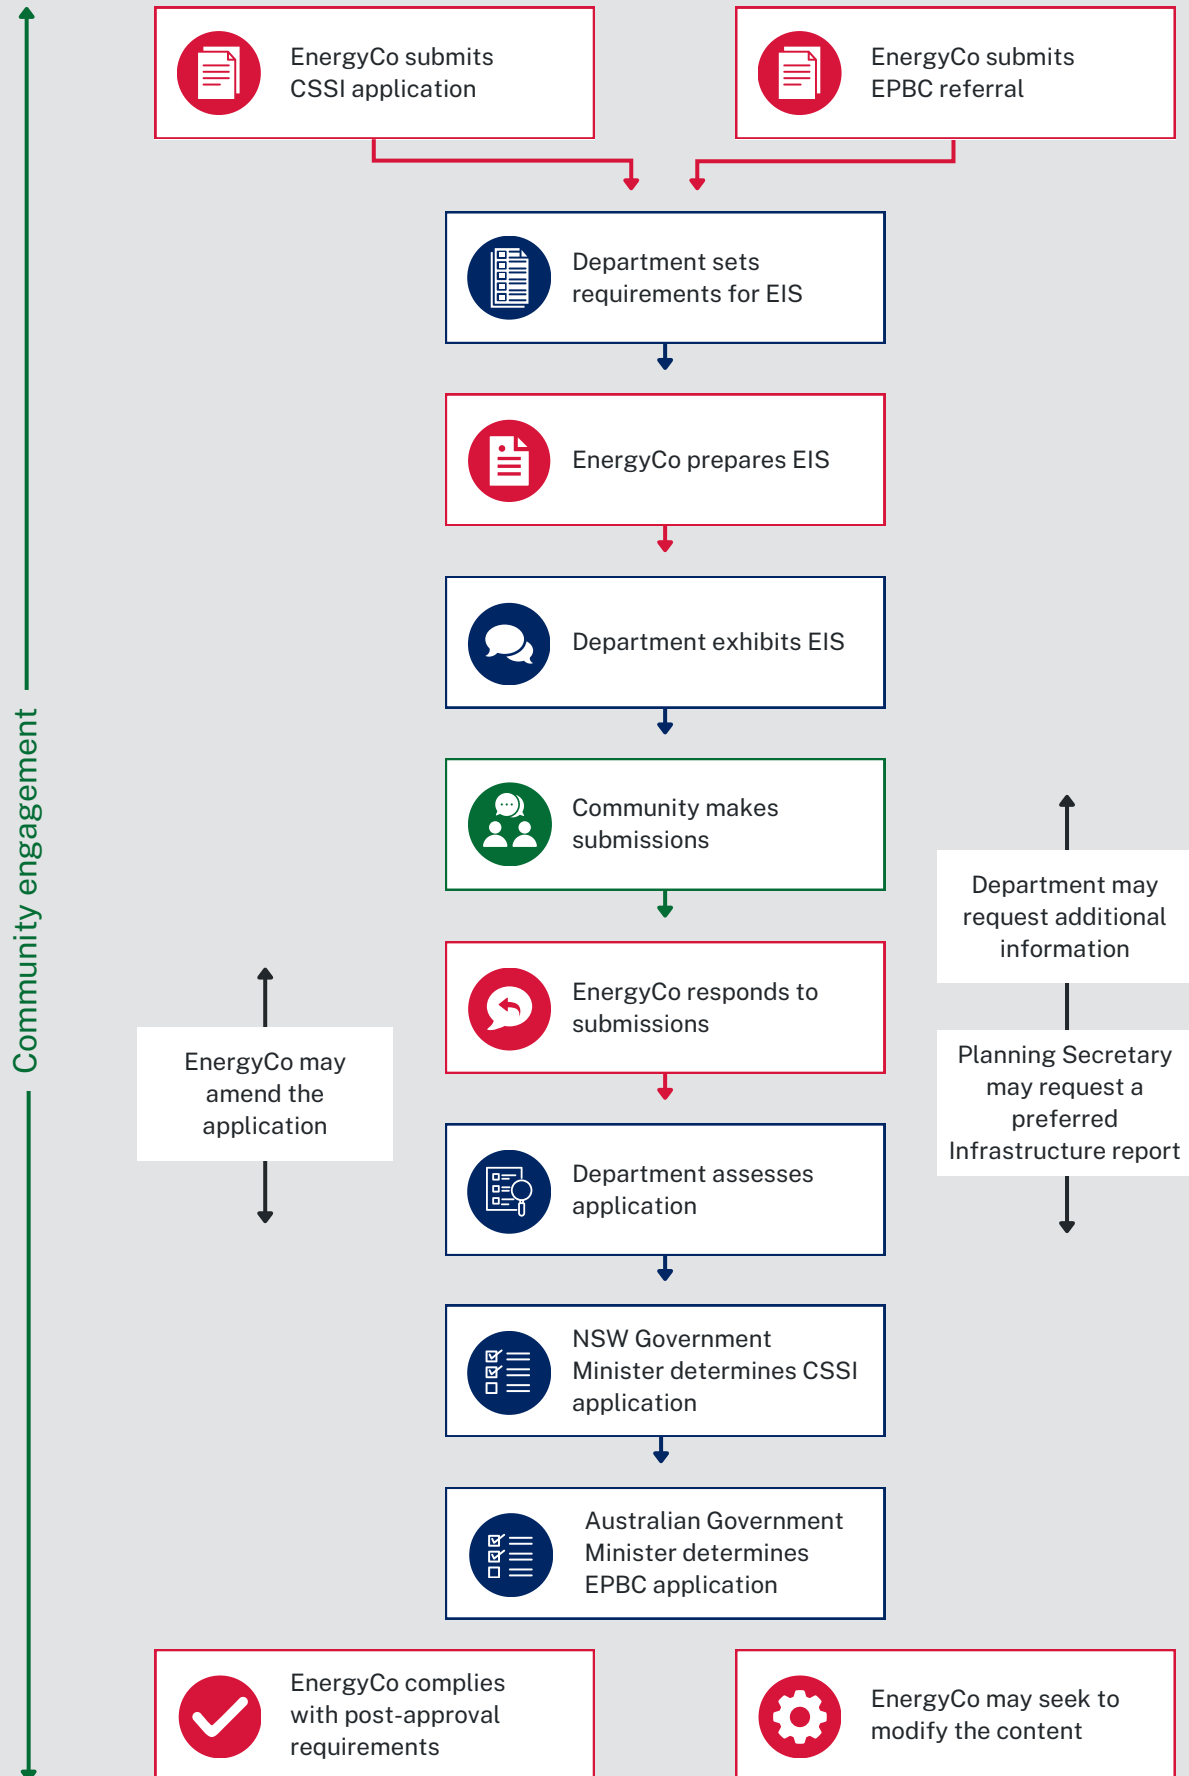 EnergyCo submits
CSSI application
EnergyCo submits
EPBC referral
Department sets
requirements for EIS
EnergyCo prepares EIS
Department exhibits EIS
Community engagement
Community makes
submissions
Department may
request additional
information
EnergyCo responds to
submissions
EnergyCo may
amend the
application
Planning Secretary
may request a
preferred
Infrastructure report
Department assesses
application
NSW Government
Minister determines CSSI
application
Australian Government
Minister determines
EPBC application
EnergyCo complies
with post-approval
requirements
EnergyCo may seek to
modify the content